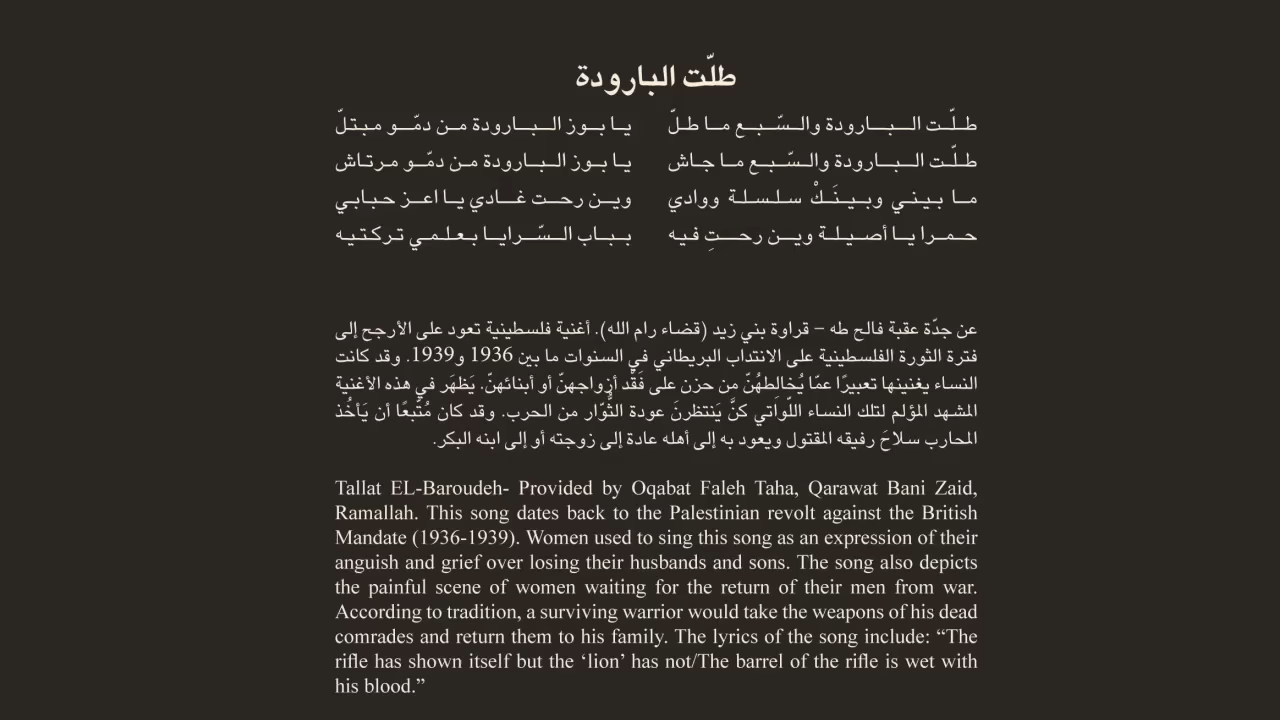 طلّت البارودة
طلّت البارودة والسّبع ما طلّ يا بوز البارودة من دمّو مبتلّ
طلّت البارودة والسّبع ما جاش يا بوز البارودة من دمّو مرتاش
ما بيني وبينَكْ سلسلة ووادي وين رحت غادي يا اعز حبابي
حمرا يا أصيلة وين رحتِ فيه بباب السّرايا بعلمي تركتيه
عن جدّة عقبة فالح طه – قراوة بني زيد (قضاء رام الله). أغنية فلسطينية تعود على الأرجح إلى
فترة الثورة الفلسطينية على الانتداب البريطاني في السنوات ما بين 1936 و1939. وقد كانت
النساء يغنينها تعبيرًا عمّا يُخالِطهُنّ من حزن على فَقْد أزواجهنّ أو أبنائهنّ. يَظهَر في هذه الأغنية
المشهد المؤلم لتلك النساء اللّواتي كنَّ يَنتظرنَ عودة الثُّوّار من الحرب. وقد كان مُتَّبعًا أن يَأخُذ
المحارب سلاحَ رفيقه المقتول ويعود به إلى أهله عادة إلى زوجته أو إلى ابنه البكر.
Tallat EL-Baroudeh- Provided by Oqabat Faleh Taha, Qarawat Bani Zaid,
Ramallah. This song dates back to the Palestinian revolt against the British
Mandate (1936-1939). Women used to sing this song as an expression of their
anguish and grief over losing their husbands and sons. The song also depicts
the painful scene of women waiting for the return of their men from war.
According to tradition, a surviving warrior would take the weapons of his dead
comrades and return them to his family. The lyrics of the song include: “The
rifle has shown itself but the ‘lion’ has not/The barrel of the rifle is wet with
his blood.”